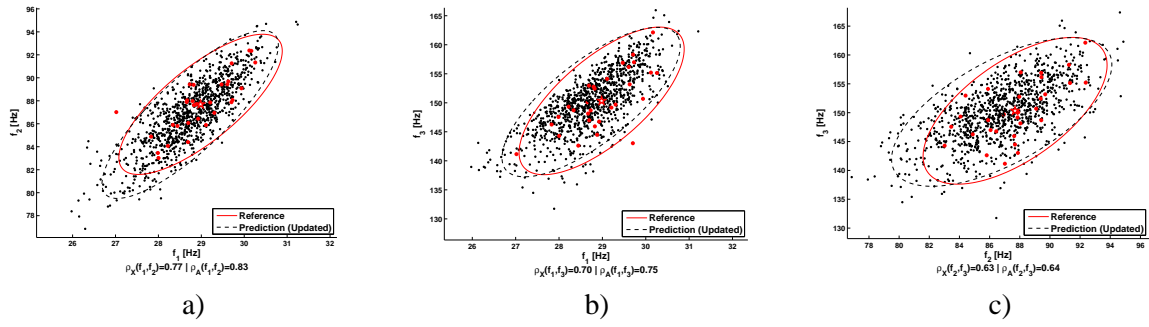 96
94
92
90
88
86
84
82
80
78
f2 [Hz]
26 27 28 29 30 31 32
f1 [Hz]
Reference
Prediction (Updated)
ρX(f1,f2)=0.77 | ρA(f1,f2)=0.83
a)
165
160
155
150
145
140
135
130
f3 [Hz]
26 27 28 29 30 31 32
f1 [Hz]
Reference
Prediction (Updated)
ρX(f1,f3)=0.70 | ρA(f1,f3)=0.75
b)
165
160
155
150
145
140
135
130
f3 [Hz]
78 80 82 84 86 88 90 92 94 96
f2 [Hz]
Reference
Prediction (Updated)
ρX(f2,f3)=0.63 | ρA(f2,f3)=0.64
c)